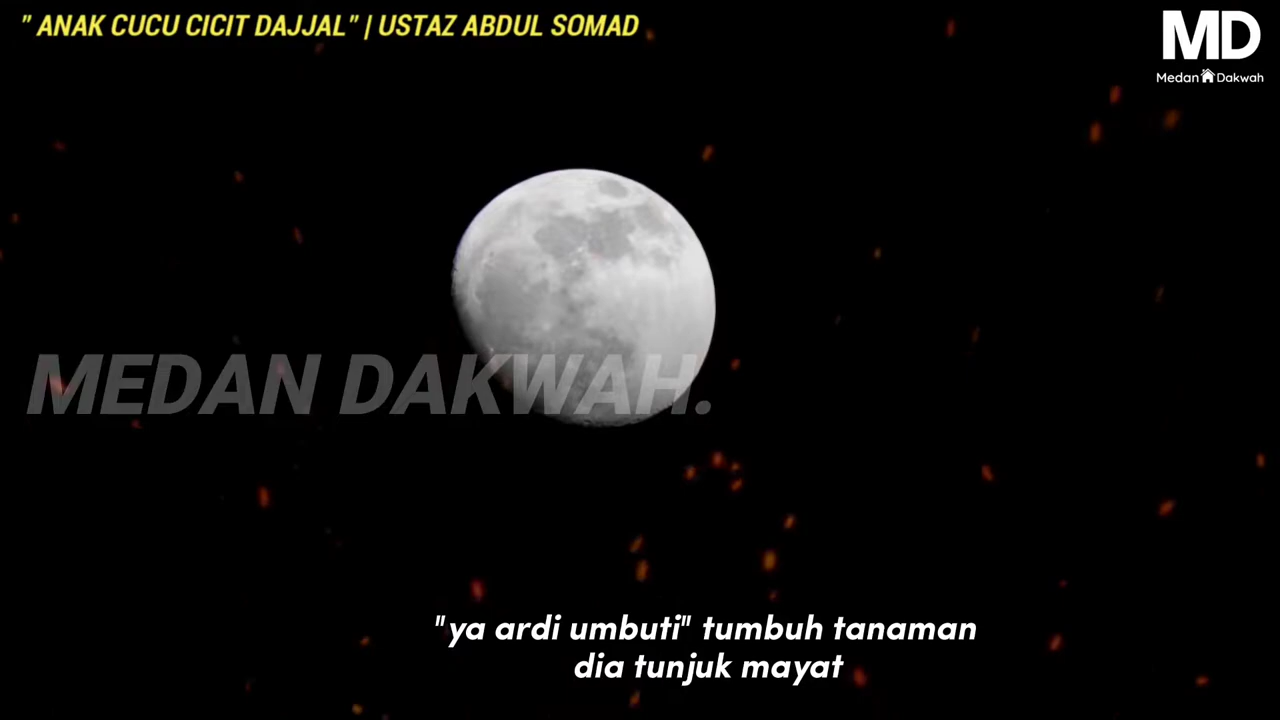 " ANAK CUCU CICIT DAJJAL" | USTAZ ABDUL SOMAD
MD
Medan Dakwah
MEDAN DAKWAH.
"ya ardi umbuti" tumbuh tanaman
dia tunjuk mayat